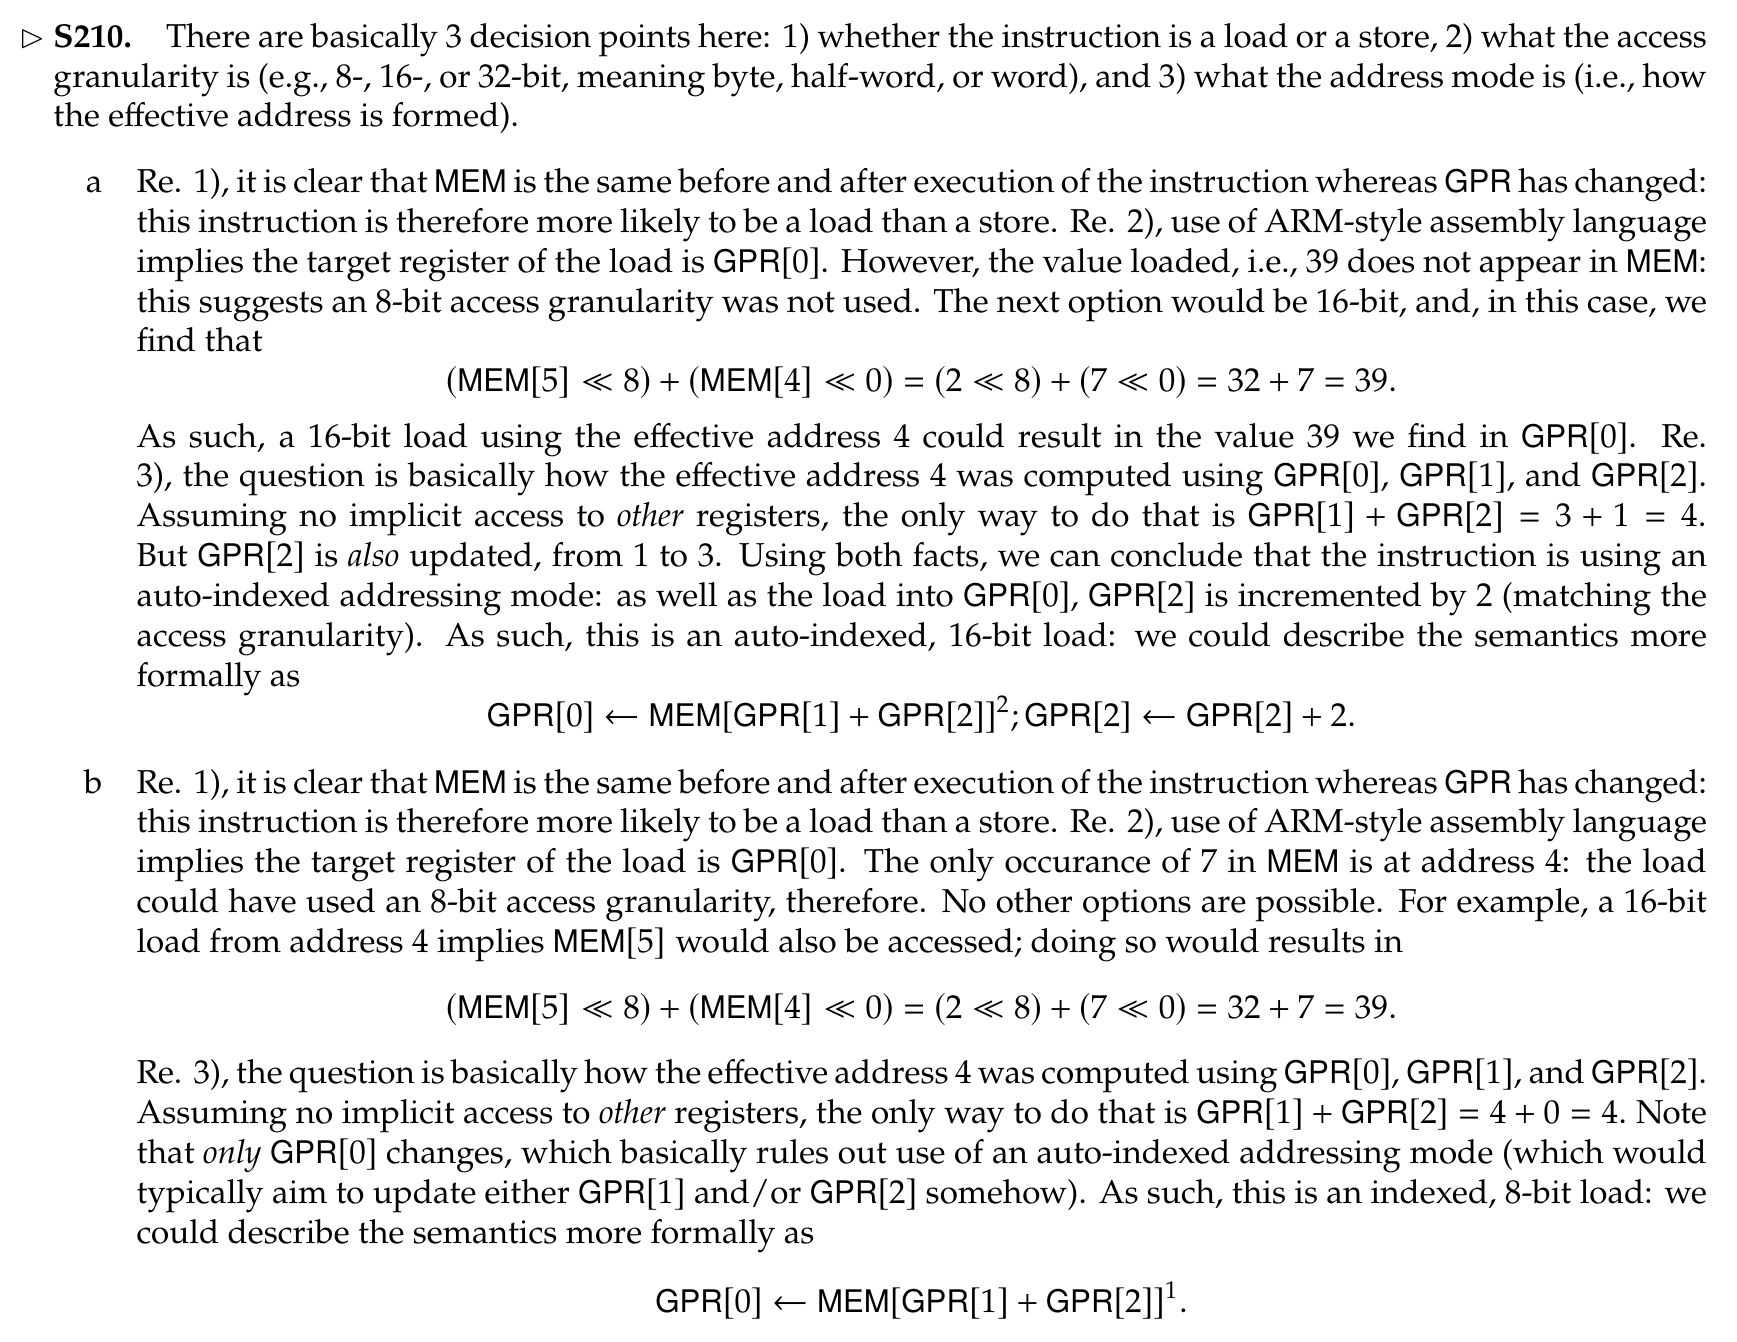 ▷ S210. There are basically 3 decision points here: 1) whether the instruction is a load or a store, 2) what the access
granularity is (e.g., 8-, 16-, or 32-bit, meaning byte, half-word, or word), and 3) what the address mode is (i.e., how
the effective address is formed).
a Re. 1), it is clear that MEM is the same before and after execution of the instruction whereas GPR has changed:
this instruction is therefore more likely to be a load than a store. Re. 2), use of ARM-style assembly language
implies the target register of the load is GPR[0]. However, the value loaded, i.e., 39 does not appear in MEM:
this suggests an 8-bit access granularity was not used. The next option would be 16-bit, and, in this case, we
find that
(MEM[5] ≪ 8) + (MEM[4] ≪ 0) = (2 ≪ 8) + (7 ≪ 0) = 32 + 7 = 39.
As such, a 16-bit load using the effective address 4 could result in the value 39 we find in GPR[0]. Re.
3), the question is basically how the effective address 4 was computed using GPR[0], GPR[1], and GPR[2].
Assuming no implicit access to other registers, the only way to do that is GPR[1] + GPR[2] = 3 + 1 = 4.
But GPR[2] is also updated, from 1 to 3. Using both facts, we can conclude that the instruction is using an
auto-indexed addressing mode: as well as the load into GPR[0], GPR[2] is incremented by 2 (matching the
access granularity). As such, this is an auto-indexed, 16-bit load: we could describe the semantics more
formally as
GPR[0] ← MEM[GPR[1] + GPR[2]]²; GPR[2] ← GPR[2] + 2.
b Re. 1), it is clear that MEM is the same before and after execution of the instruction whereas GPR has changed:
this instruction is therefore more likely to be a load than a store. Re. 2), use of ARM-style assembly language
implies the target register of the load is GPR[0]. The only occurance of 7 in MEM is at address 4: the load
could have used an 8-bit access granularity, therefore. No other options are possible. For example, a 16-bit
load from address 4 implies MEM[5] would also be accessed; doing so would results in
(MEM[5] ≪ 8) + (MEM[4] ≪ 0) = (2 ≪ 8) + (7 ≪ 0) = 32 + 7 = 39.
Re. 3), the question is basically how the effective address 4 was computed using GPR[0], GPR[1], and GPR[2].
Assuming no implicit access to other registers, the only way to do that is GPR[1] + GPR[2] = 4 + 0 = 4. Note
that only GPR[0] changes, which basically rules out use of an auto-indexed addressing mode (which would
typically aim to update either GPR[1] and/or GPR[2] somehow). As such, this is an indexed, 8-bit load: we
could describe the semantics more formally as
GPR[0] ← MEM[GPR[1] + GPR[2]]¹.